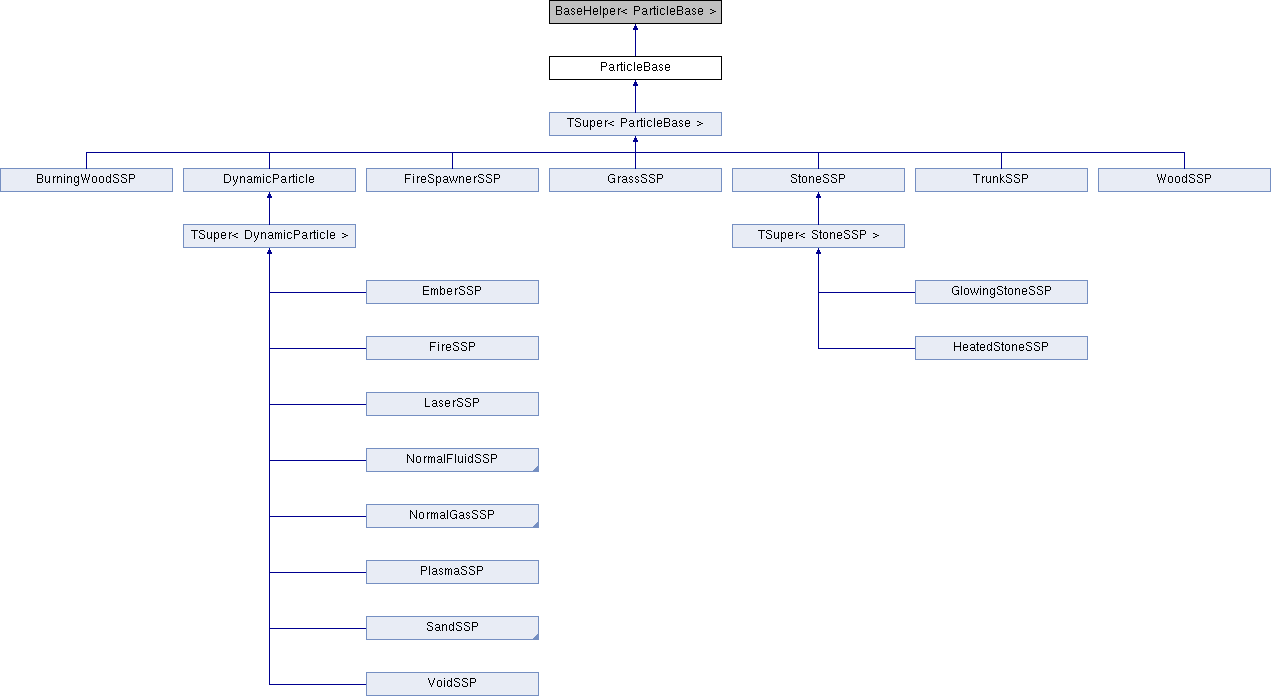 BaseHelper< ParticleBase >
ParticleBase
TSuper< ParticleBase >
BurningWoodSSP
DynamicParticle
FireSpawnerSSP
GrassSSP
StoneSSP
TrunkSSP
WoodSSP
TSuper< DynamicParticle >
TSuper< StoneSSP >
EmberSSP
GlowingStoneSSP
FireSSP
HeatedStoneSSP
LaserSSP
NormalFluidSSP
NormalGasSSP
PlasmaSSP
SandSSP
VoidSSP